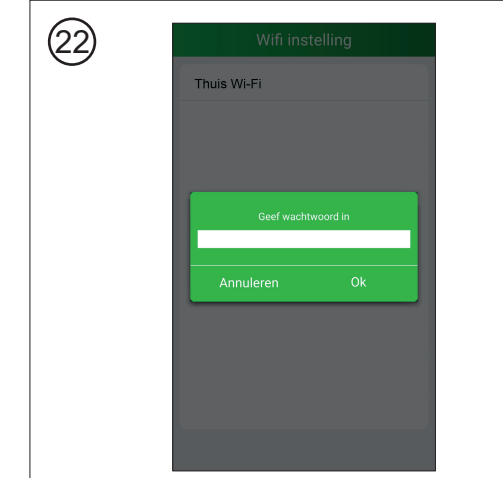 22
Wifi instelling
Thuis Wi-Fi
Geef wachtwoord in
Annuleren Ok